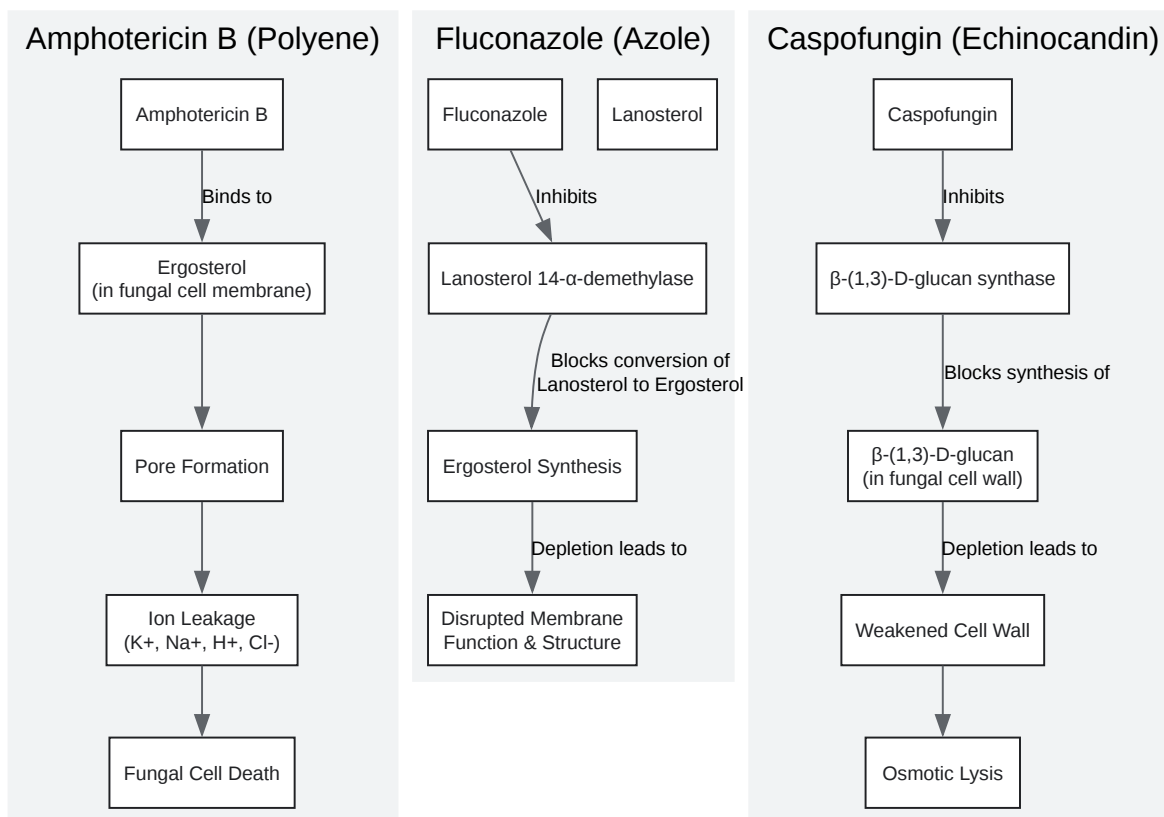 Amphotericin B (Polyene)
Amphotericin B
Binds to
Ergosterol
(in fungal cell membrane)
Pore Formation
Ion Leakage
(K+, Na+, H+, Cl-)
Fungal Cell Death
Fluconazole (Azole)
Fluconazole
Lanosterol
Inhibits
Lanosterol 14-α-demethylase
Blocks conversion of
Lanosterol to Ergosterol
Ergosterol Synthesis
Depletion leads to
Disrupted Membrane
Function & Structure
Caspofungin (Echinocandin)
Caspofungin
Inhibits
β-(1,3)-D-glucan synthase
Blocks synthesis of
β-(1,3)-D-glucan
(in fungal cell wall)
Depletion leads to
Weakened Cell Wall
Osmotic Lysis